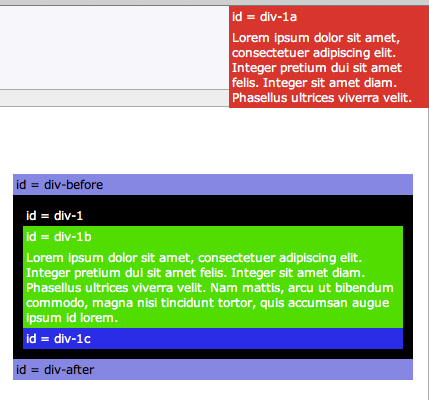 id = div-1a
Lorem ipsum dolor sit amet,
consectetuer adipiscing elit.
Integer pretium dui sit amet
felis. Integer sit amet diam.
Phasellus ultrices viverra velit.
id = div-before
id = div-1
id = div-1b
Lorem ipsum dolor sit amet, consectetuer adipiscing elit.
Integer pretium dui sit amet felis. Integer sit amet diam.
Phasellus ultrices viverra velit. Nam mattis, arcu ut bibendum
commodo, magna nisi tincidunt tortor, quis accumsan augue
ipsum id lorem.
id = div-1c
id = div-after